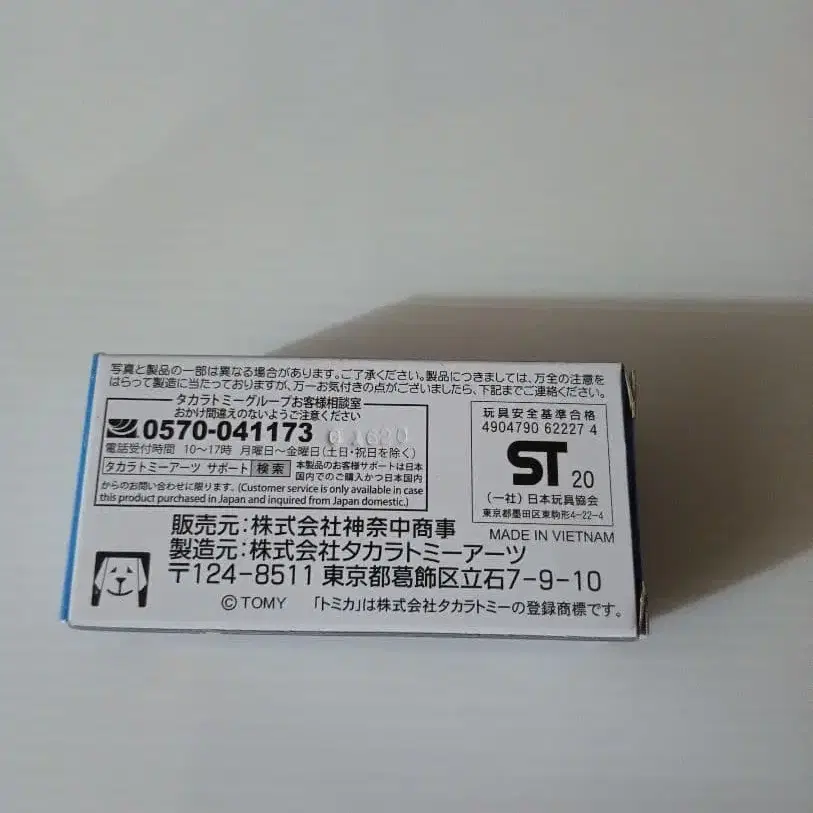 写真と製品の一部は異なる場合があります。ご了承ください。製品につきましては、万全の注意を
はらって製造に当たっておりますが、万一お気付きの点がございましたら、下記までご連絡ください。
タカラトミーグループお客様相談室
おかけ間違えのないようご注意ください
0570-041173
電話受付時間 10〜17時 月曜日〜金曜日(土日・祝日を除く)
タカラトミーアーツ サポート 検索 本製品のお客様サポートは日本
国内でのご購入かつ日本国内
からのお問い合わせに限ります。(Customer service is only available in case
this product purchased in Japan and inquired from Japan domestic.)
玩具安全基準合格
4904790 62227 4
ST 20
(一社)日本玩具協会
東京都墨田区東駒形4-22-4
MADE IN VIETNAM
販売元:株式会社神奈中商事
製造元:株式会社タカラトミーアーツ
〒124-8511 東京都葛飾区立石7-9-10
©TOMY 「トミカ」は株式会社タカラトミーの登録商標です。